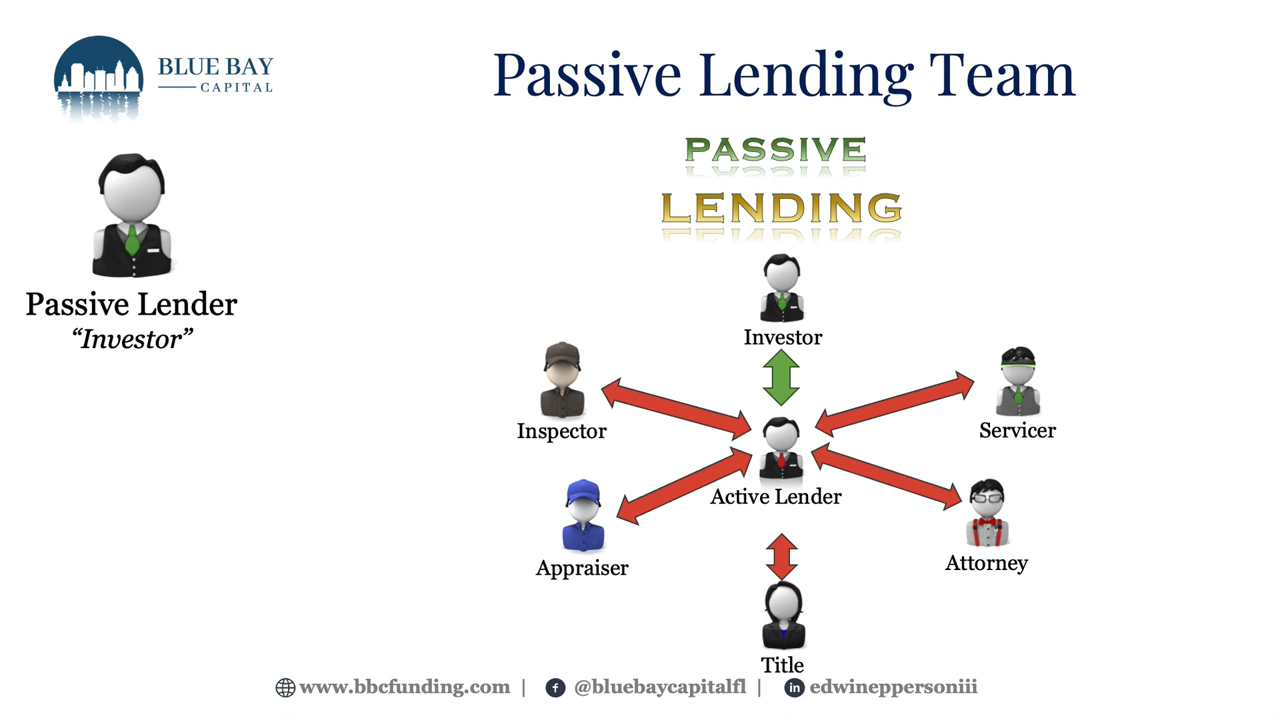 BLUE BAY
CAPITAL
Passive Lending Team
PASSIVE
LENDING
Passive Lender
“Investor”
Investor
Inspector
Servicer
Active Lender
Appraiser
Attorney
Title
www.bbcfunding.com | @bluebaycapitalfl | edwineppersoniii